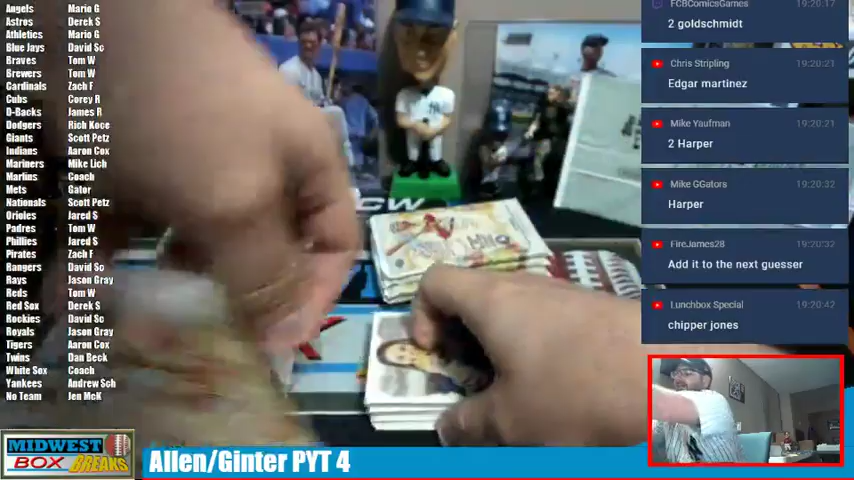 Angels Mario G
Astros Derek S
Athletics Mario G
Blue Jays David Sc
Braves Tom W
Brewers Tom W
Cardinals Zach F
Cubs Corey R
D-Backs James R
Dodgers Rich Koce
Giants Scott Petz
Indians Aaron Cox
Mariners Mike Lich
Marlins Coach
Mets Gator
Nationals Scott Petz
Orioles Jared S
Padres Tom W
Phillies Jared S
Pirates Zach F
Rangers David Sc
Rays Jason Gray
Reds Tom W
Red Sox Derek S
Rockies David Sc
Royals Jason Gray
Tigers Aaron Cox
Twins Dan Beck
White Sox Coach
Yankees Andrew Sch
No Team Jen McK
FCBComicsGames 19:20:17
2 goldschmidt
Chris Stripling 19:20:21
Edgar martinez
Mike Yaufman 19:20:21
2 Harper
Mike GGators 19:20:32
Harper
FireJames28 19:20:32
Add it to the next guesser
Lunchbox Special 19:20:42
chipper jones
MIDWEST
BOX BREAKS
Allen/Ginter PYT 4